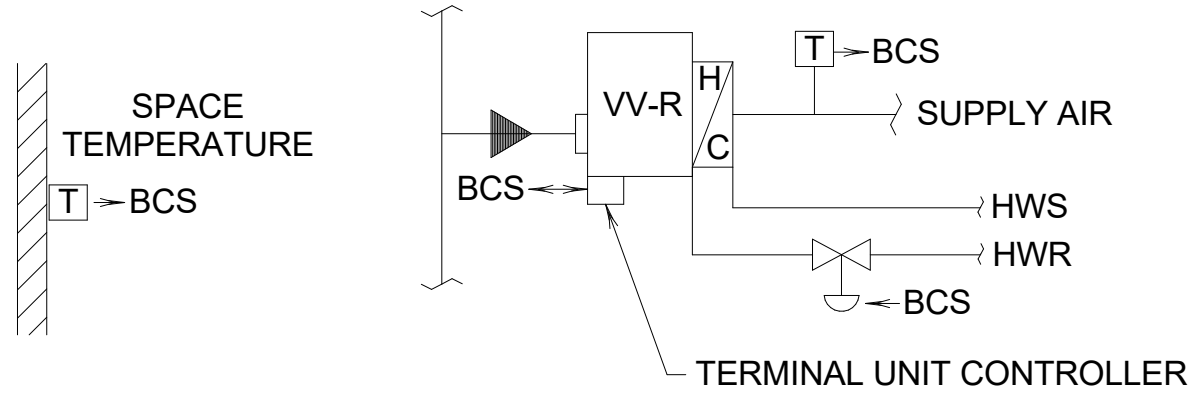 SPACE
TEMPERATURE
T
BCS
BCS
VV-R
H
C
T
BCS
SUPPLY AIR
HWS
HWR
BCS
TERMINAL UNIT CONTROLLER